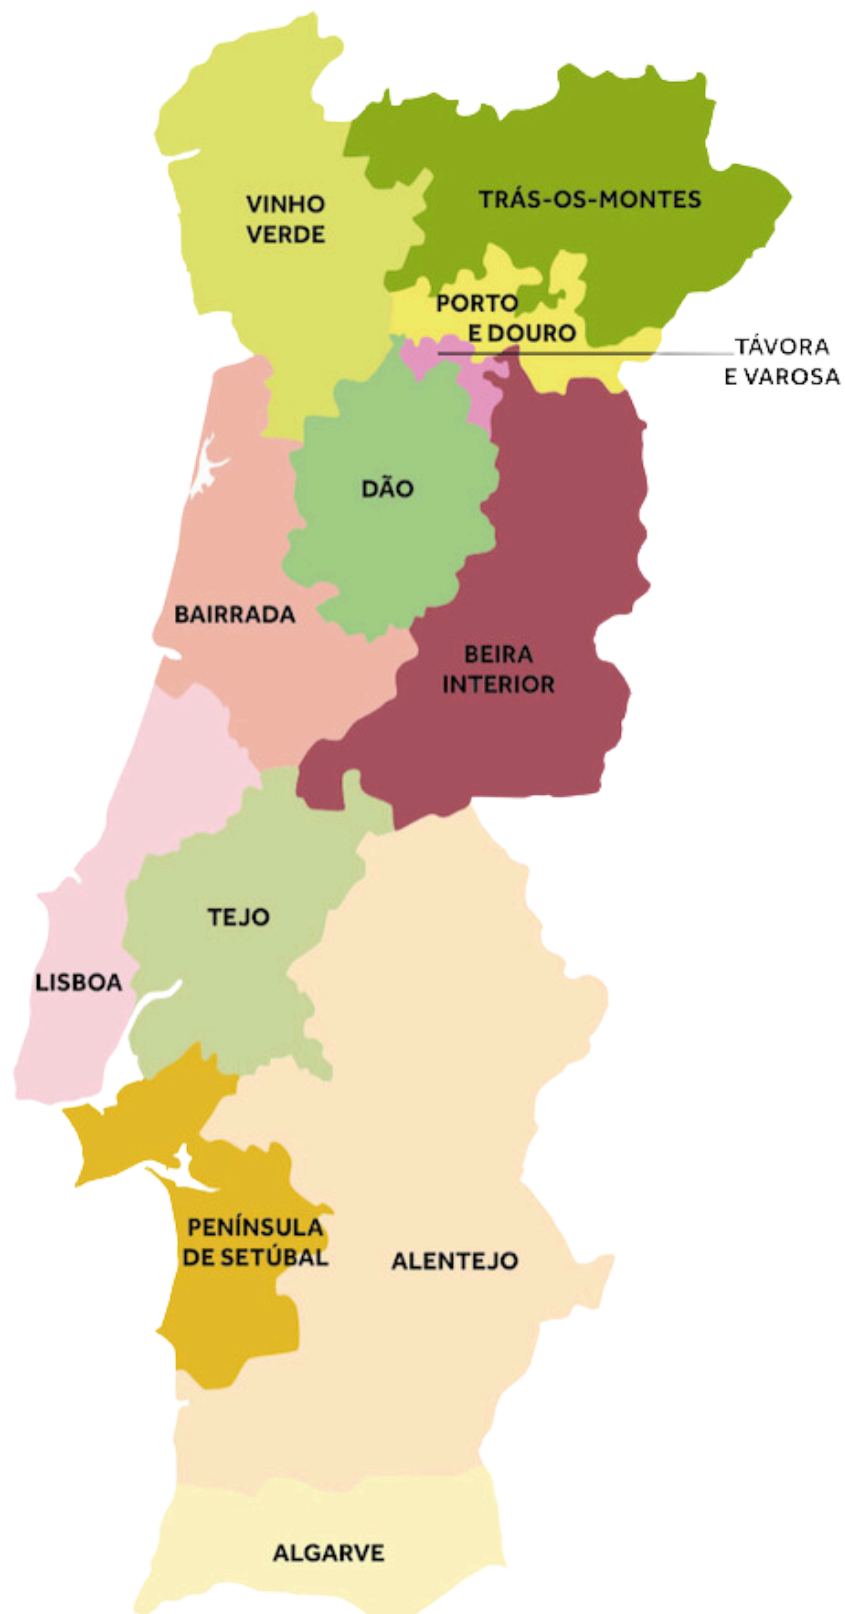 VINHO
VERDE
TRÁS-OS-MONTES
PORTO
E DOURO
TÁVORA
E VAROSA
DÃO
BAIRRADA
BEIRA
INTERIOR
TEJO
LISBOA
PENÍNSULA
DE SETÚBAL
ALENTEJO
ALGARVE